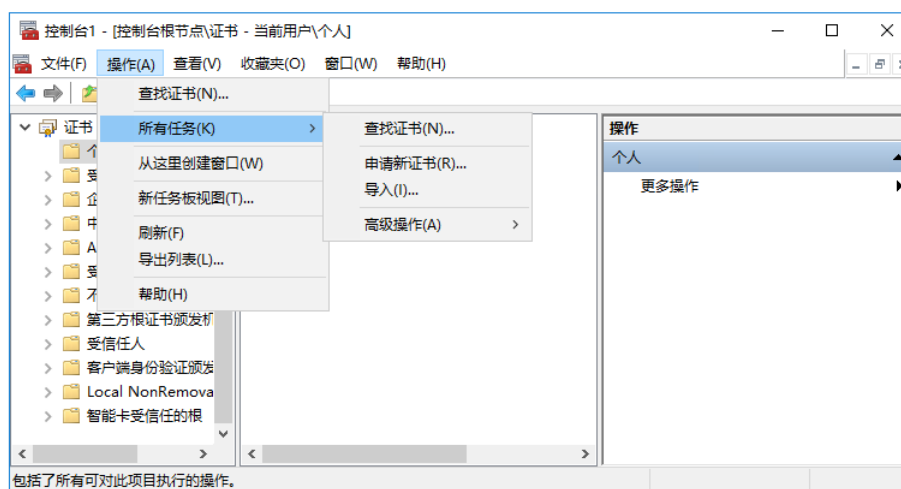 控制台1 - [控制台根节点\证书 - 当前用户\个人]
文件(F) 操作(A) 查看(V) 收藏夹(O) 窗口(W) 帮助(H)
查找证书(N)...
所有任务(K)
从这里创建窗口(W)
新任务板视图(T)...
刷新(F)
导出列表(L)...
帮助(H)
查找证书(N)...
申请新证书(R)...
导入(I)...
高级操作(A)
证书
个
受
企
中
A
受
不
第三方根证书颁发机
受信任人
客户端身份验证颁发
Local NonRemova
智能卡受信任的根
操作
个人
更多操作
包括了所有可对此项目执行的操作。